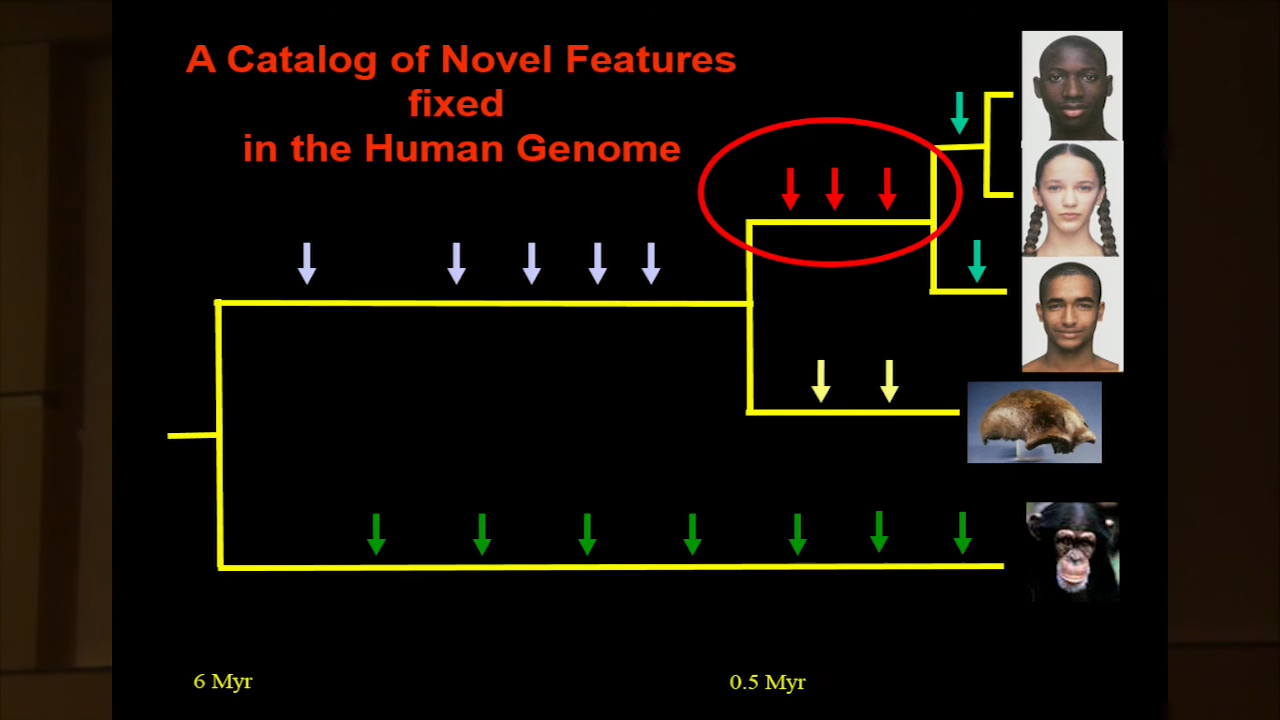 A Catalog of Novel Features
fixed
in the Human Genome
6 Myr
0.5 Myr